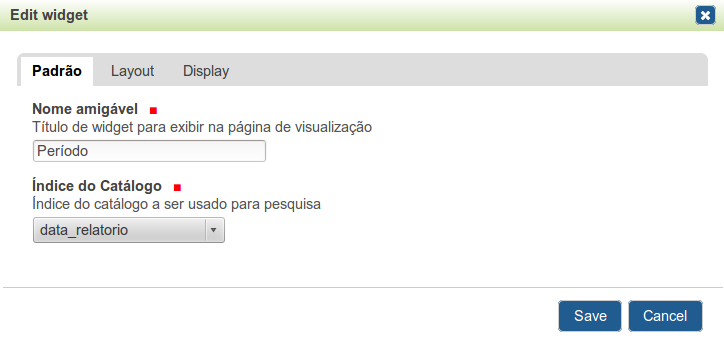 Edit widget
Padrão Layout Display
Nome amigável
Título de widget para exibir na página de visualização
Período
Índice do Catálogo
Índice do catálogo a ser usado para pesquisa
data_relatorio
Save Cancel